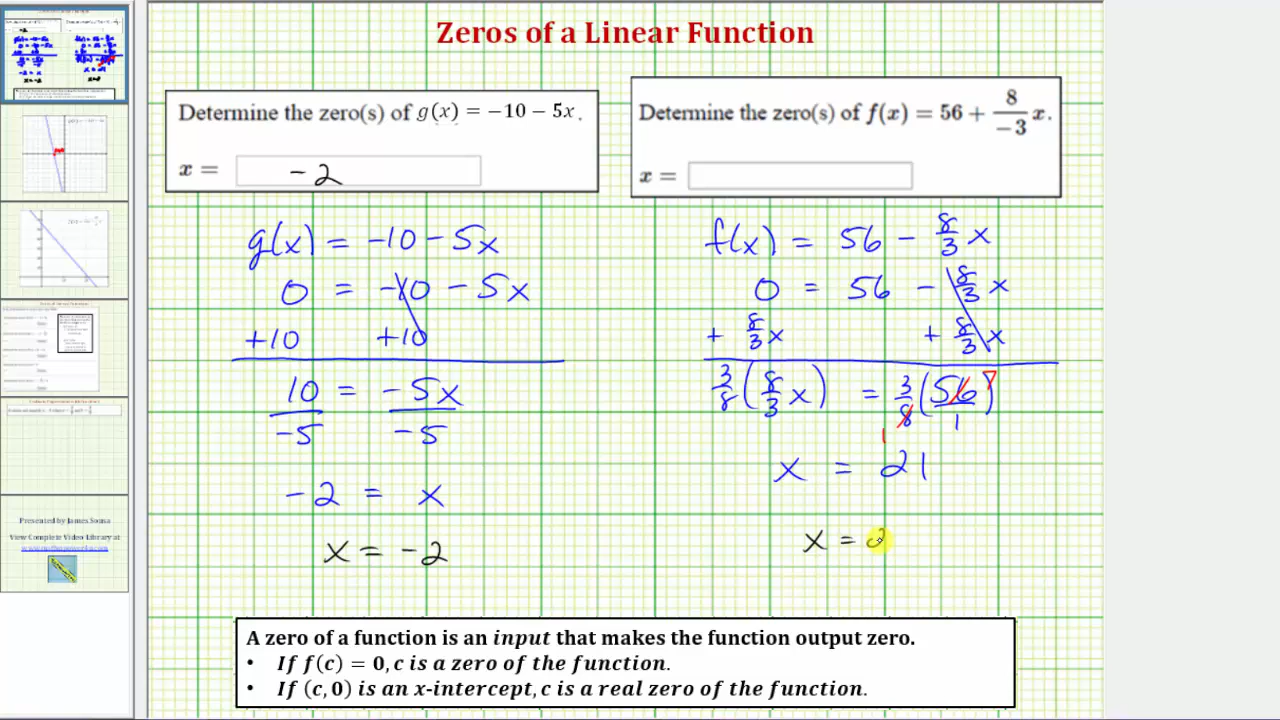 Zeros of a Linear Function
Determine the zero(s) of g(x) = −10 − 5x.
x = −2
Determine the zero(s) of f(x) = 56 + 8/−3 x.
x =
g(x) = −10 − 5x
0 = −10 − 5x
+10 +10
10 = −5x
−5 −5
−2 = x
x = −2
f(x) = 56 − 8/3 x
0 = 56 − 8/3 x
+ 8/3 x + 8/3 x
3/8 (8/3 x) = 3/8 (56/1) 7
1
x = 21
x = 2
A zero of a function is an input that makes the function output zero.
• If f(c) = 0, c is a zero of the function.
• If (c, 0) is an x-intercept, c is a real zero of the function.
Presented by James Sousa
View Complete Video Library at